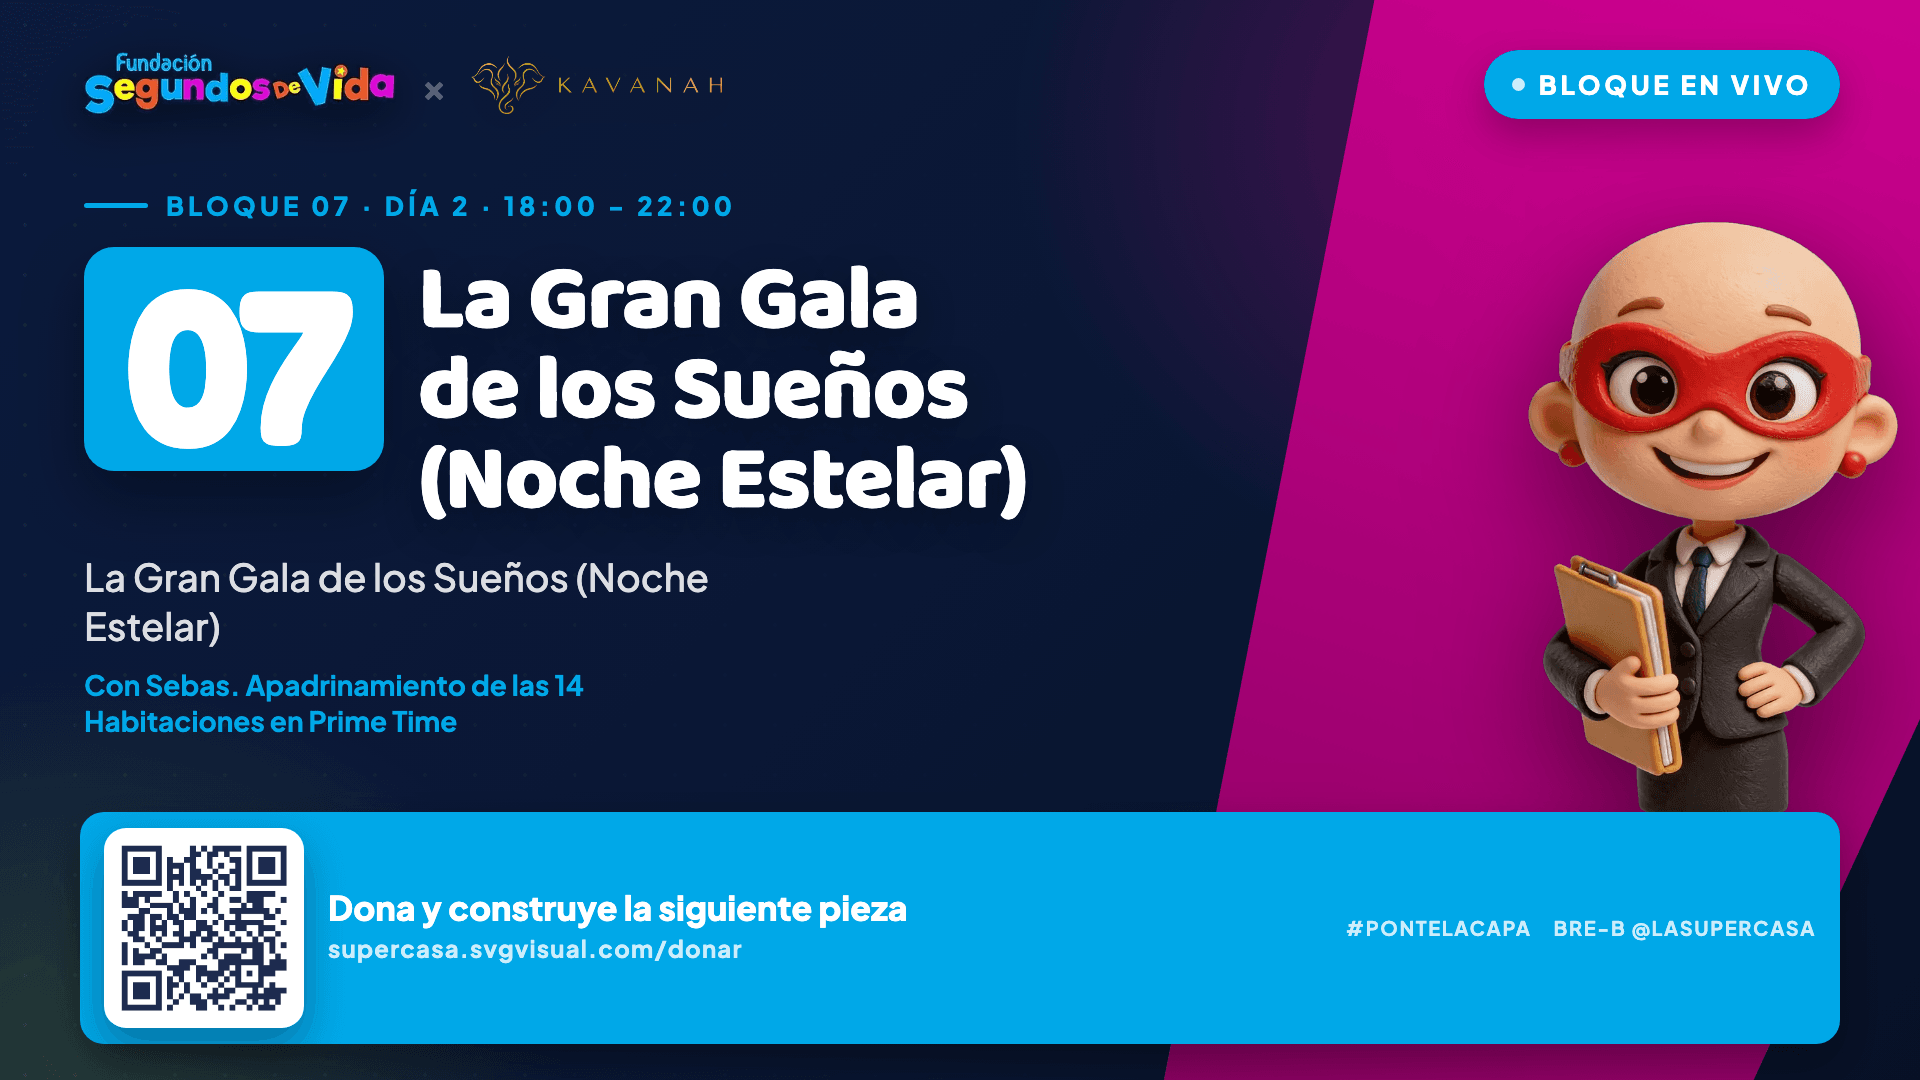 Fundación
Segundos DE Vida × KAVANAH
BLOQUE EN VIVO
BLOQUE 07 · DÍA 2 · 18:00 – 22:00
07
La Gran Gala
de los Sueños
(Noche Estelar)
La Gran Gala de los Sueños (Noche
Estelar)
Con Sebas. Apadrinamiento de las 14
Habitaciones en Prime Time
Dona y construye la siguiente pieza
supercasa.svgvisual.com/donar
#PONTELACAPA BRE-B @LASUPERCASA